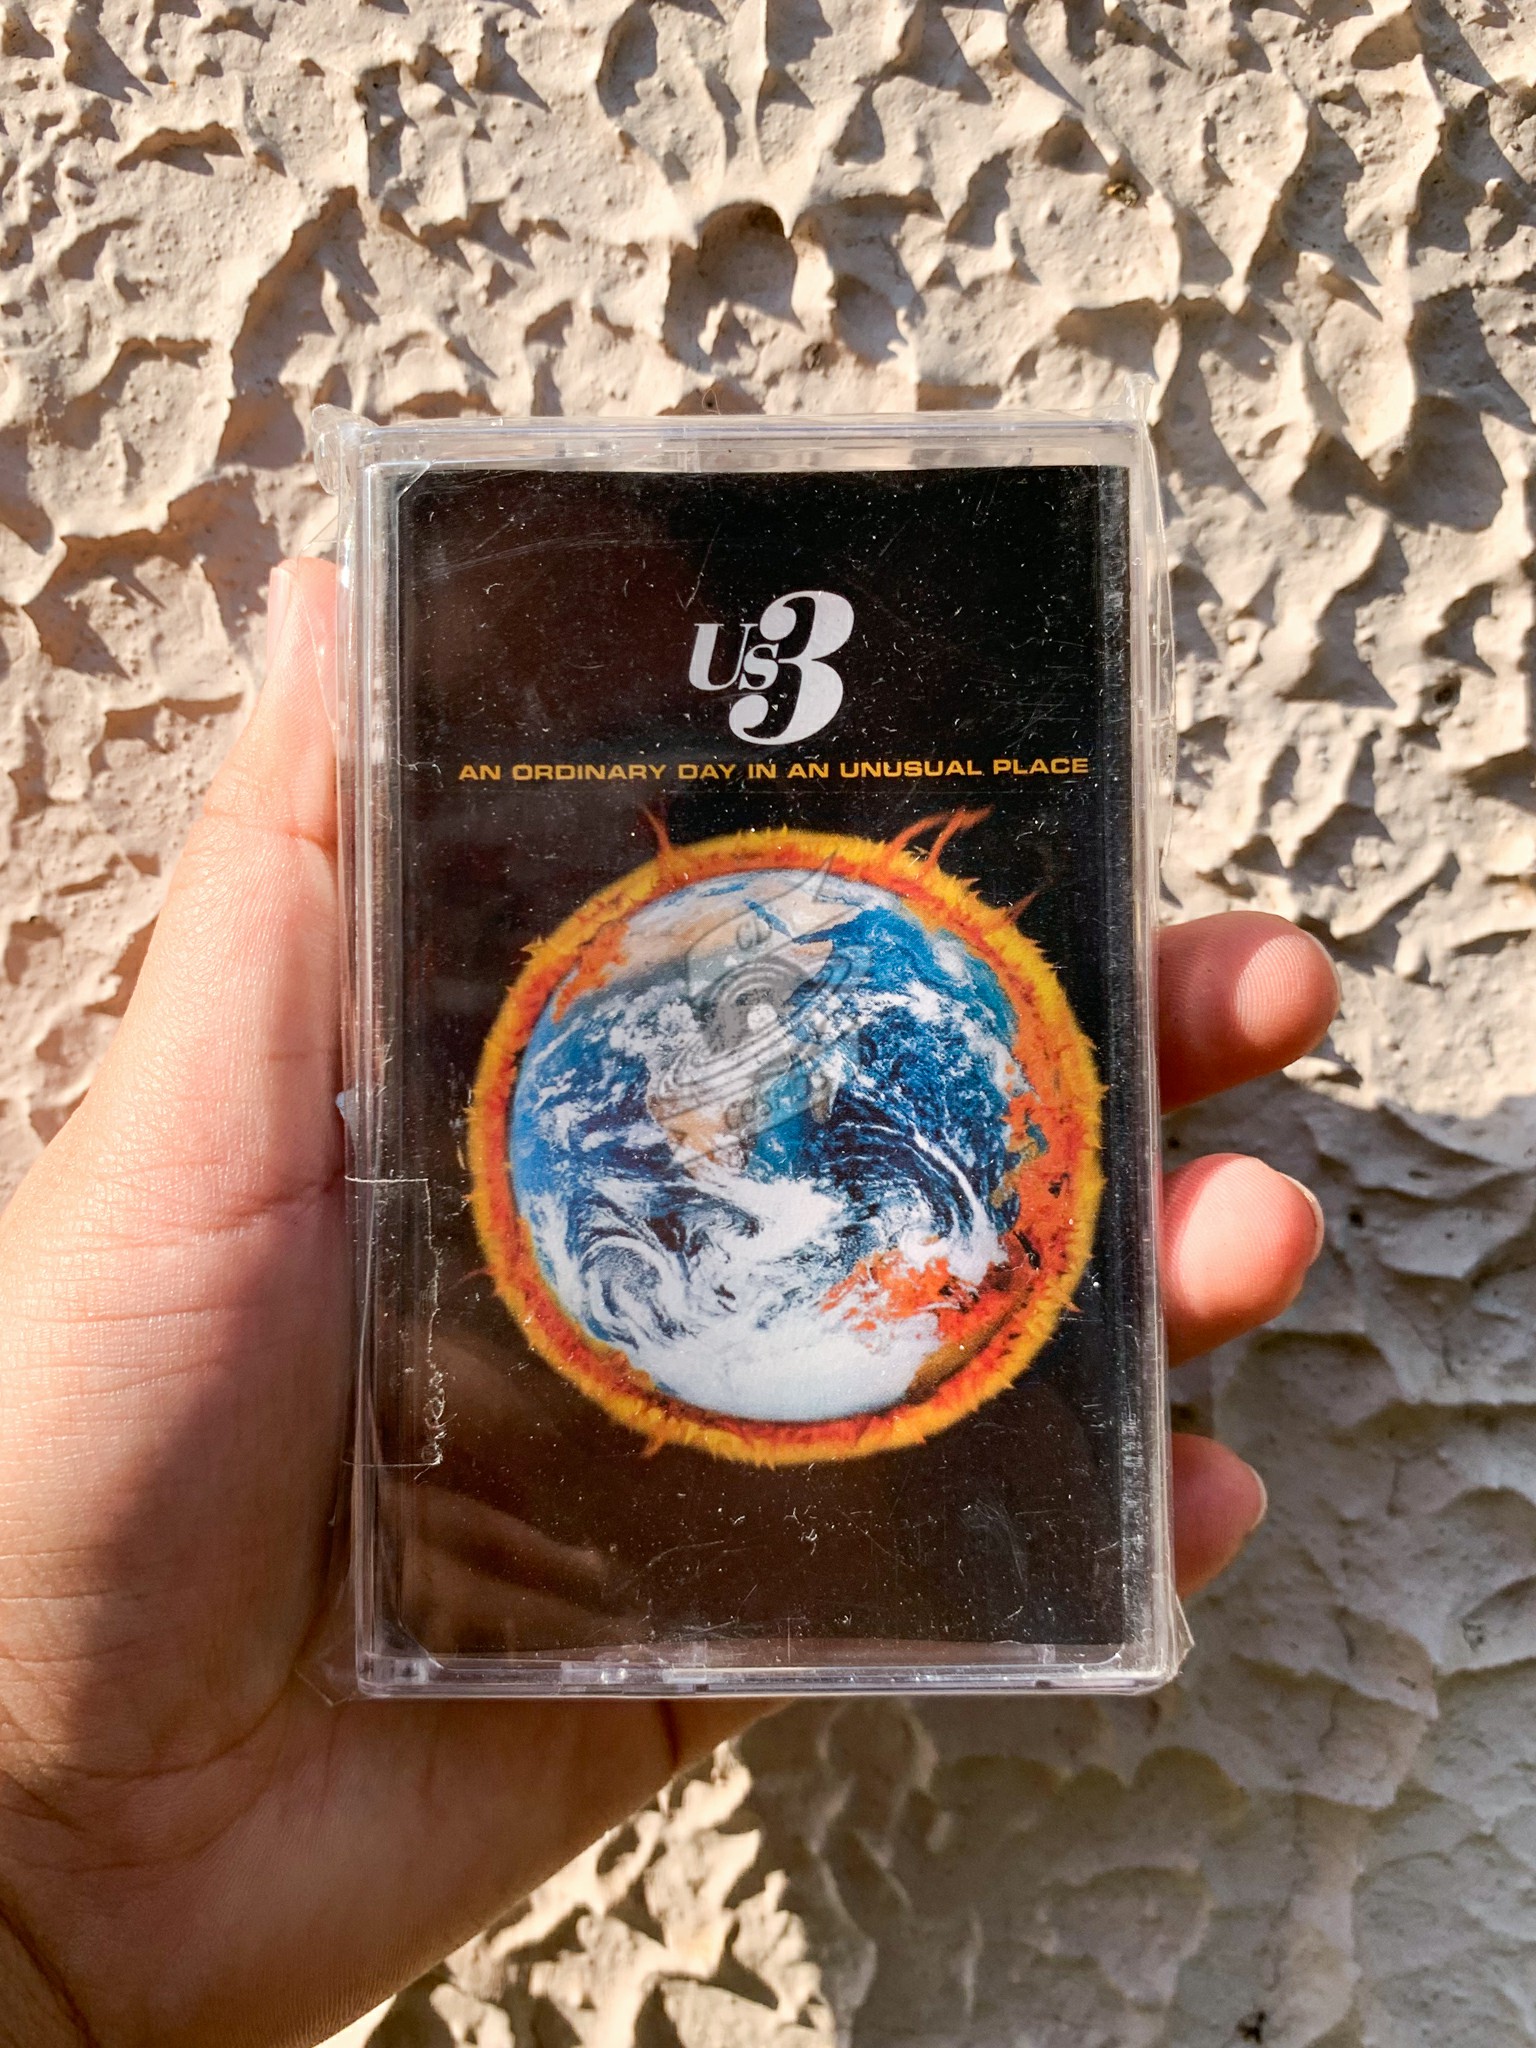 Us3
AN ORDINARY DAY IN AN UNUSUAL PLACE